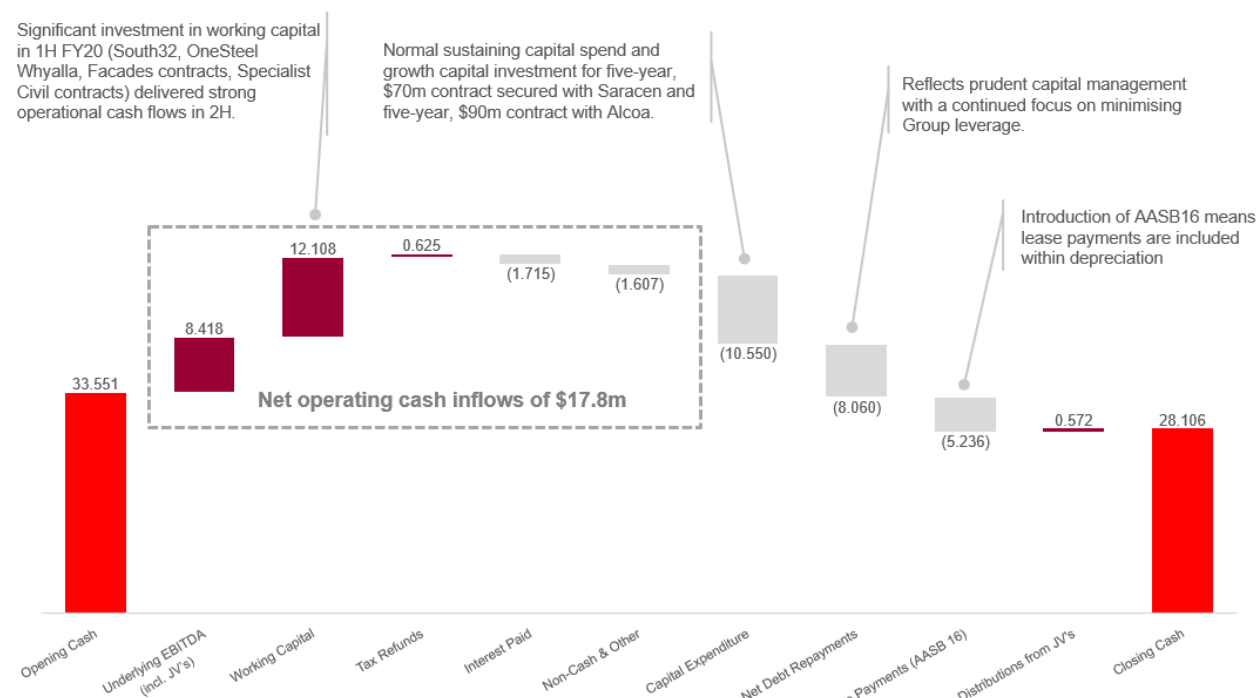 Significant investment in working capital
in 1H FY20 (South32, OneSteel
Whyalla, Facades contracts, Specialist
Civil contracts) delivered strong
operational cash flows in 2H.
Normal sustaining capital spend and
growth capital investment for five-year,
$70m contract secured with Saracen and
five-year, $90m contract with Alcoa.
Reflects prudent capital management
with a continued focus on minimising
Group leverage.
Introduction of AASB16 means
lease payments are included
within depreciation
33.551
8.418
12.108
0.625
(1.715)
(1.607)
(10.550)
(8.060)
(5.236)
0.572
28.106
Net operating cash inflows of $17.8m
Opening Cash
Underlying EBITDA
(incl. JV's)
Working Capital
Tax Refunds
Interest Paid
Non-Cash & Other
Capital Expenditure
Net Debt Repayments
Payments (AASB 16)
Distributions from JV's
Closing Cash